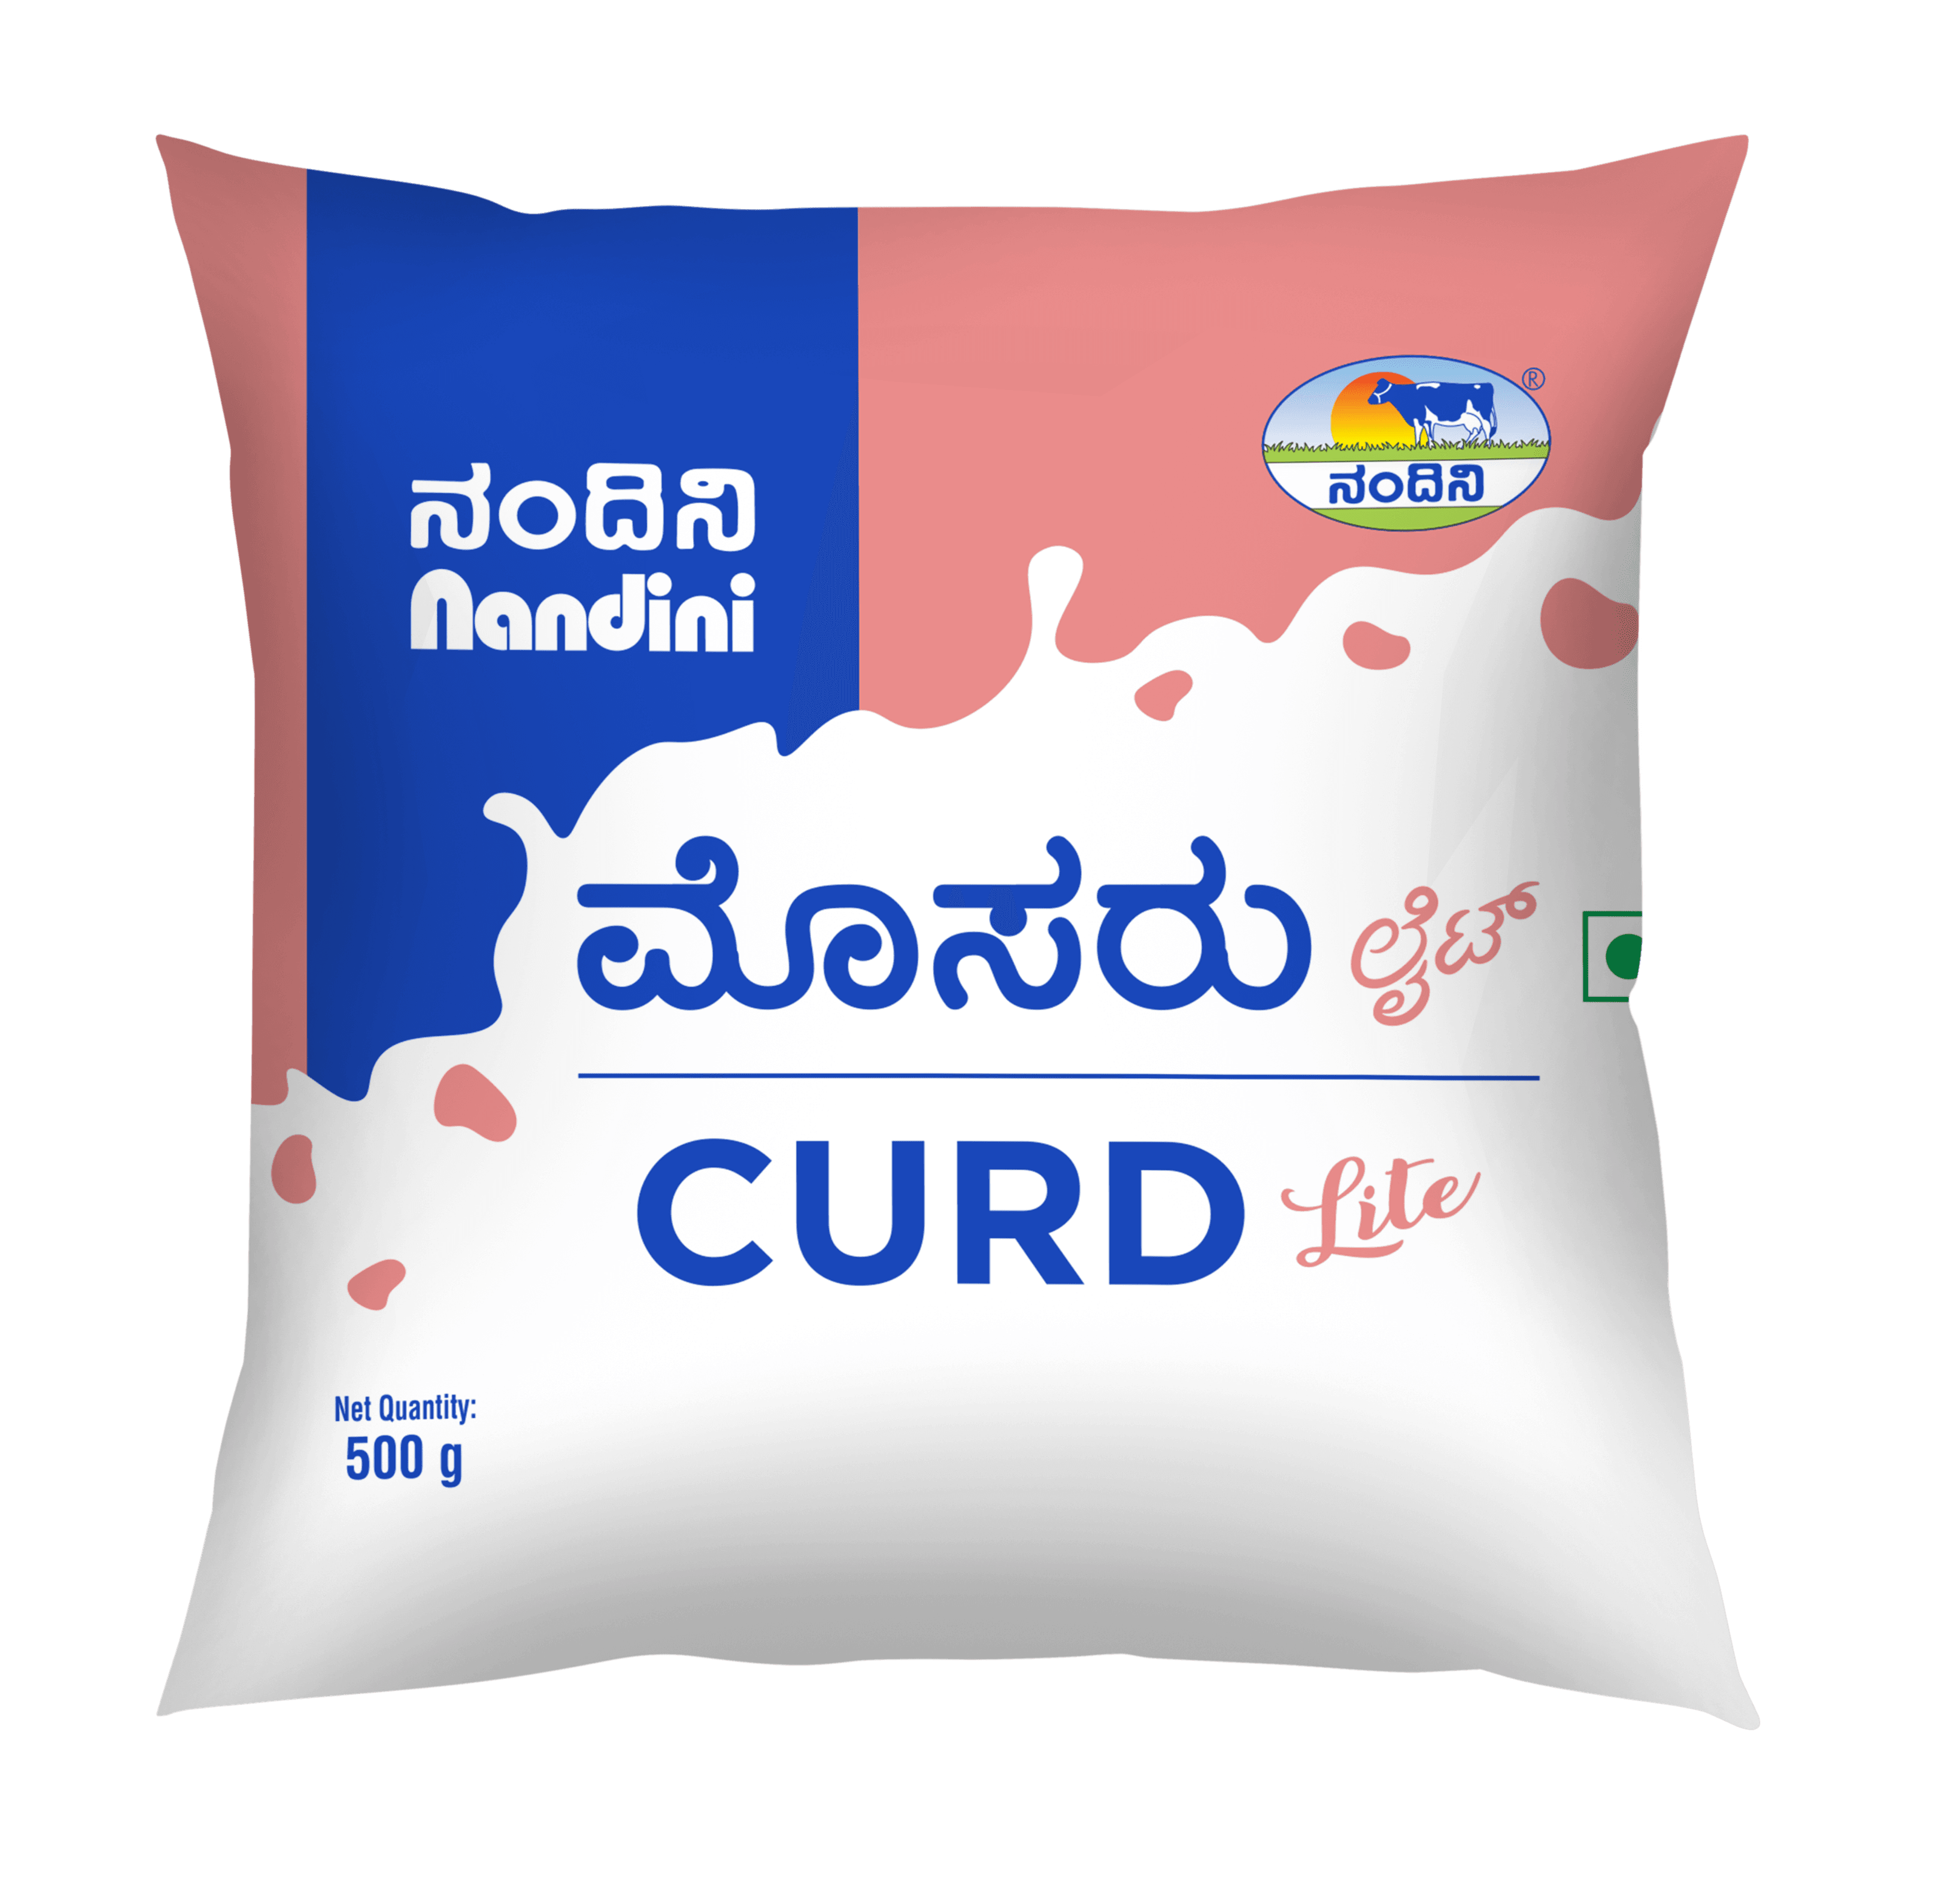 ನಂದಿನಿ
nandini
®
ನಂದಿನಿ
ಮೊಸರು ಲೈಟ್
CURD Lite
Net Quantity:
500 g